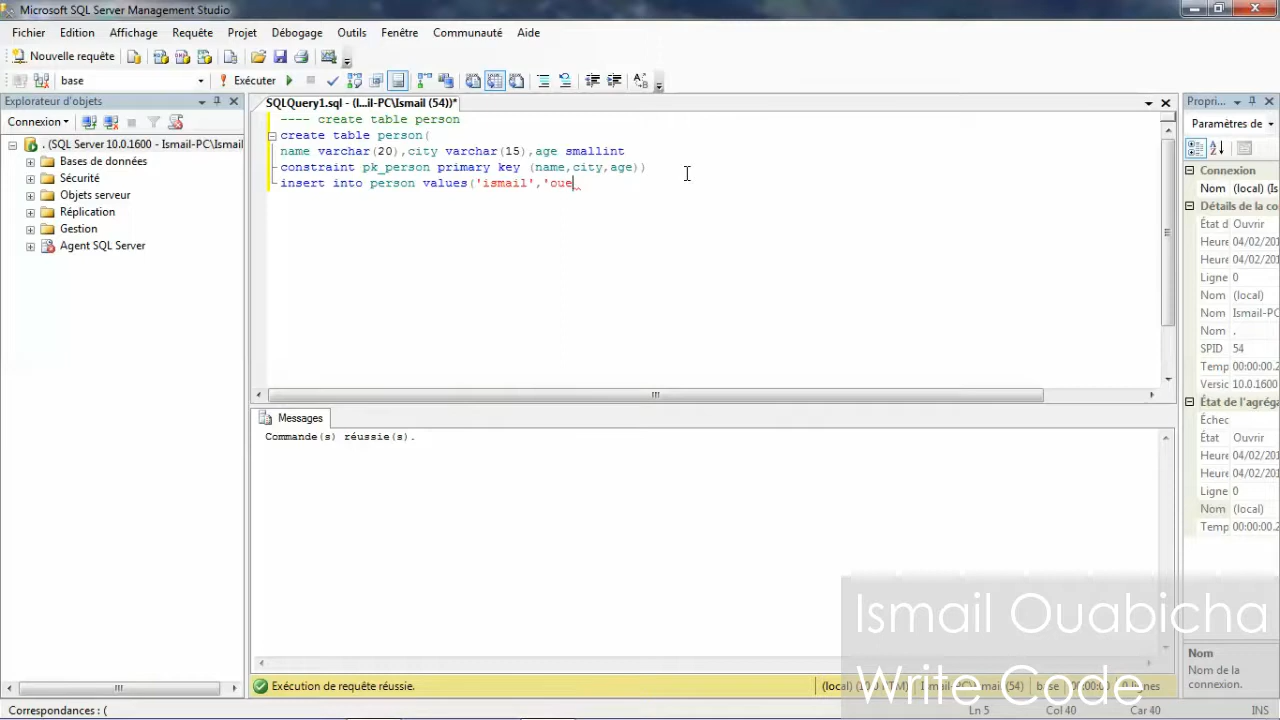 Microsoft SQL Server Management Studio
Fichier Edition Affichage Requête Projet Débogage Outils Fenêtre Communauté Aide
Nouvelle requête
base Exécuter
Explorateur d'objets
Connexion
. (SQL Server 10.0.1600 - Ismail-PC\Ismail
Bases de données
Sécurité
Objets serveur
Réplication
Gestion
Agent SQL Server
SQLQuery1.sql - (l...il-PC\Ismail (54))*
---- create table person
create table person(
name varchar(20),city varchar(15),age smallint
constraint pk_person primary key (name,city,age))
insert into person values('ismail','oue
Messages
Commande(s) réussie(s).
Exécution de requête réussie.
(local)
(54)
base
Propri...
Paramètres de
Connexion
Nom (local) (Is
Détails de la co
État d Ouvrir
Heure 04/02/201
Heure 04/02/201
Ligne 0
Nom (local)
Nom Ismail-PC
Nom .
SPID 54
Temp 00:00:00.2
Versic 10.0.1600
État de l'agréga
Échec
État Ouvrir
Heure 04/02/201
Heure 04/02/201
Ligne 0
Nom (local)
Temp 00:00:00.2
Nom
Nom de la
connexion.
Ismail Ouabicha
Write Code
Correspondances : (
Ln 5 Col 40 Car 40 INS